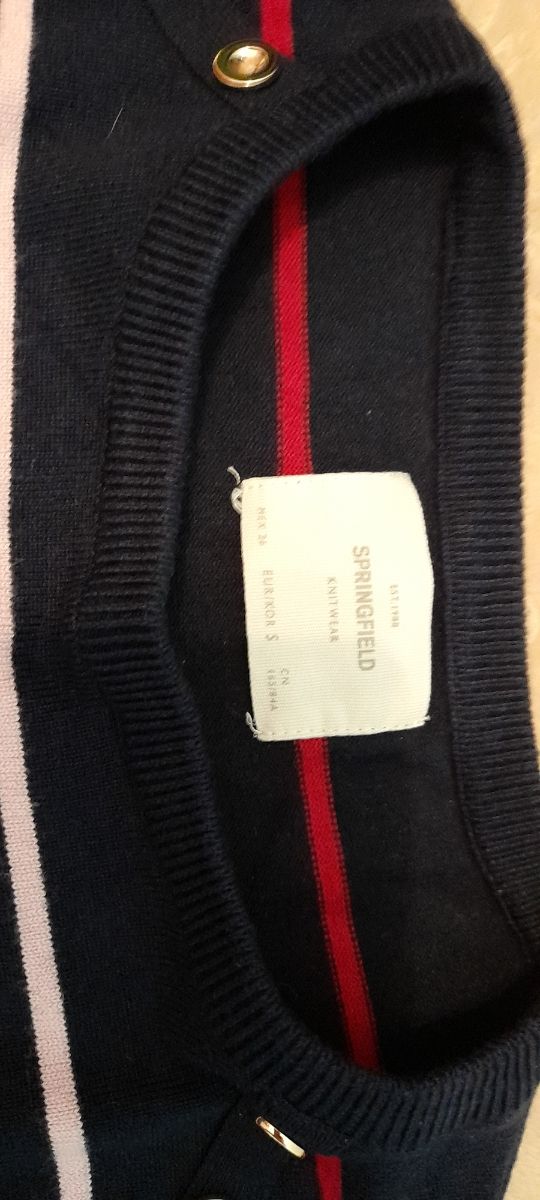 EST.1988
SPRINGFIELD
KNITWEAR
CN
MEX 26 EUR/KOR S 165/84A